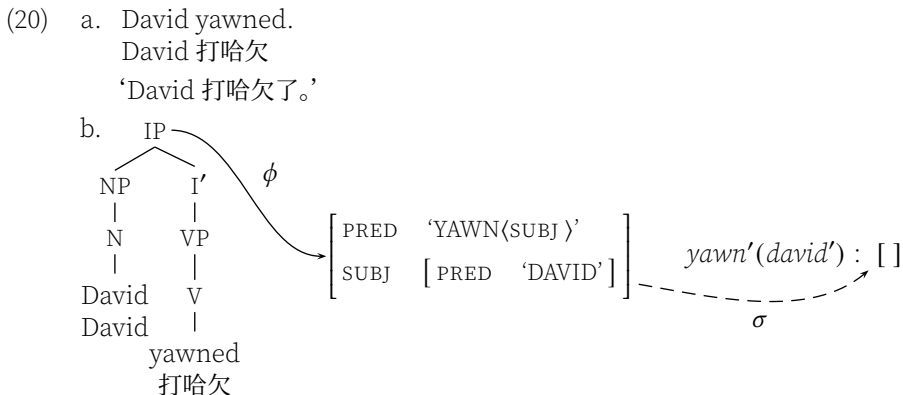 (20) a. David yawned.
David 打哈欠
‘David 打哈欠了。’
b. IP
ϕ
NP I′
N VP
[PRED ‘YAWN⟨SUBJ⟩’
SUBJ [PRED ‘DAVID’]]
yawn′(david′) : [ ]
σ
David V
David
yawned
打哈欠